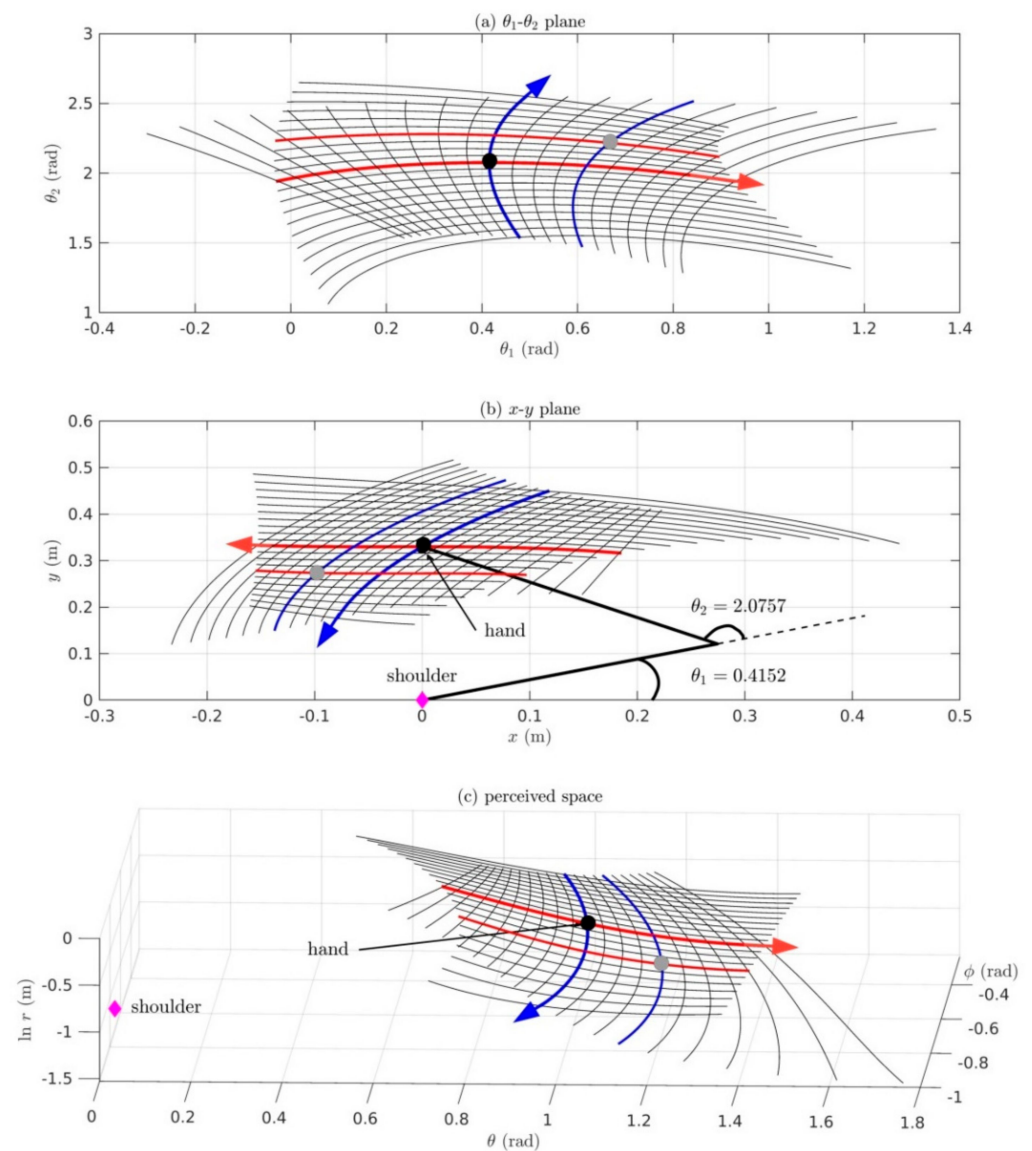 (a) θ₁-θ₂ plane
3
2.5
2
1.5
1
θ₂ (rad)
-0.4 -0.2 0 0.2 0.4 0.6 0.8 1 1.2 1.4
θ₁ (rad)
(b) x-y plane
0.6
0.5
0.4
0.3
0.2
0.1
0
y (m)
θ₂ = 2.0757
hand
shoulder
θ₁ = 0.4152
-0.3 -0.2 -0.1 0 0.1 0.2 0.3 0.4 0.5
x (m)
(c) perceived space
hand
0
-0.5
-1
-1.5
ln r (m)
shoulder
ϕ (rad)
-0.4
-0.6
-0.8
-1
0 0.2 0.4 0.6 0.8 1 1.2 1.4 1.6 1.8
θ (rad)